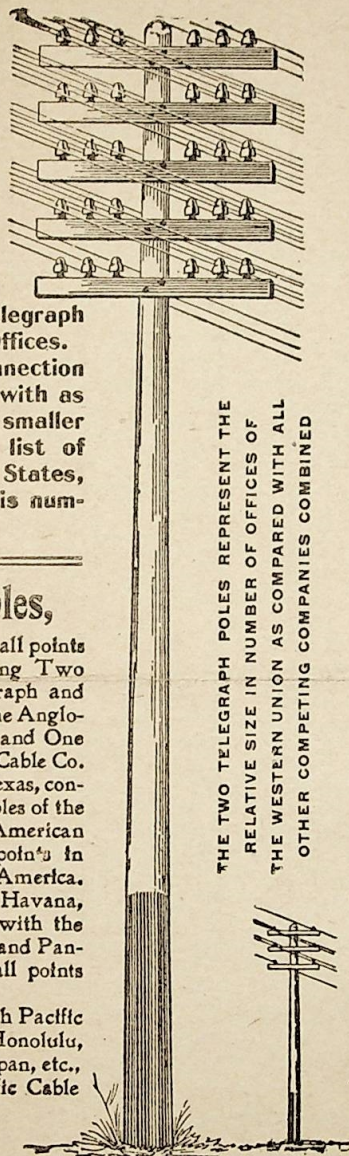 legraph
ffices.
nnection
with as
smaller
list of
States,
is num-
les,
all points
ng Two
raph and
ne Anglo-
and One
Cable Co.
exas, con-
les of the
American
points in
America.
Havana,
with the
and Pan-
all points
h Pacific
Honolulu,
pan, etc.,
ic Cable
THE TWO TELEGRAPH POLES REPRESENT THE
RELATIVE SIZE IN NUMBER OF OFFICES OF
THE WESTERN UNION AS COMPARED WITH ALL
OTHER COMPETING COMPANIES COMBINED